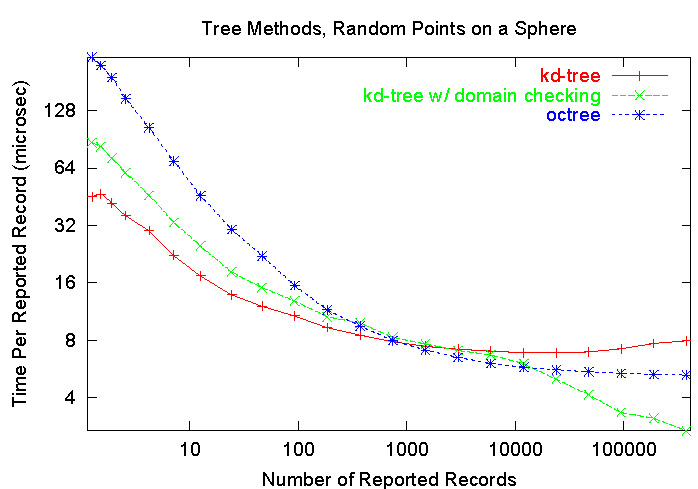 Tree Methods, Random Points on a Sphere
kd-tree
kd-tree w/ domain checking
octree
Time Per Reported Record (microsec)
128
64
32
16
8
4
10
100
1000
10000
100000
Number of Reported Records